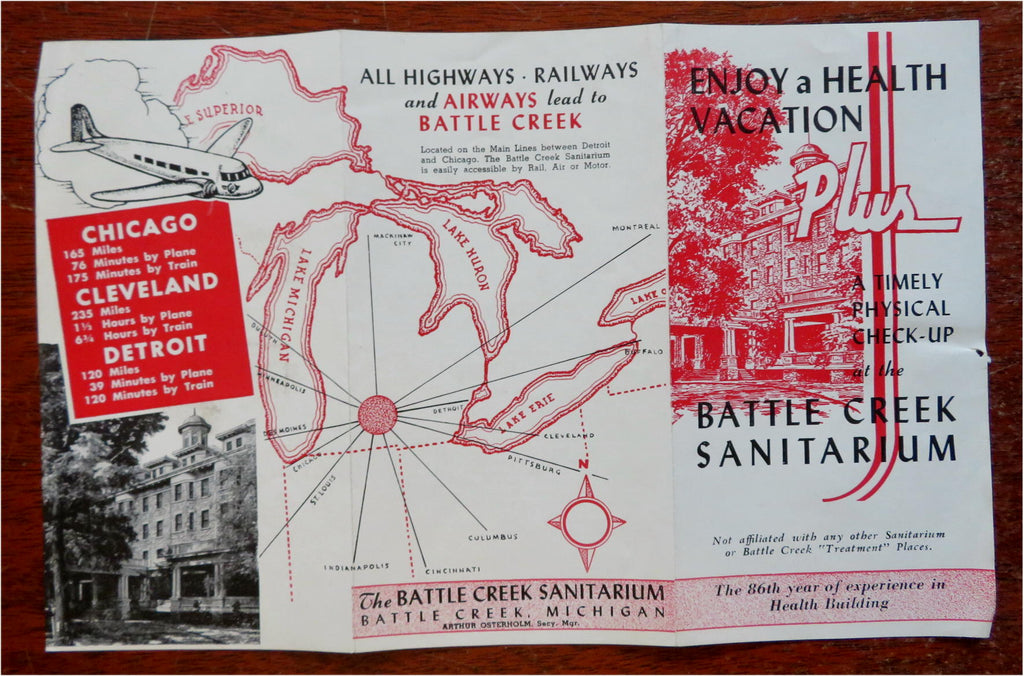 ALL HIGHWAYS · RAILWAYS
and AIRWAYS lead to
BATTLE CREEK
Located on the Main Lines between Detroit
and Chicago. The Battle Creek Sanitarium
is easily accessible by Rail, Air or Motor.
E SUPERIOR
CHICAGO
165 Miles
76 Minutes by Plane
175 Minutes by Train
CLEVELAND
235 Miles
1½ Hours by Plane
6¾ Hours by Train
DETROIT
120 Miles
39 Minutes by Plane
120 Minutes by Train
MACKINAW
CITY
MONTREAL
LAKE HURON
LAKE MICHIGAN
LAKE O
DULUTH
BUFFALO
MINNEAPOLIS
DETROIT
LAKE ERIE
DES MOINES
CLEVELAND
CHICAGO
PITTSBURG
ST. LOUIS
N
COLUMBUS
INDIANAPOLIS
CINCINNATI
The BATTLE CREEK SANITARIUM
BATTLE CREEK, MICHIGAN
ARTHUR OSTERHOLM, Secy. Mgr.
ENJOY a HEALTH
VACATION
Plus
A TIMELY
PHYSICAL
CHECK-UP
at the
BATTLE CREEK
SANITARIUM
Not affiliated with any other Sanitarium
or Battle Creek "Treatment" Places.
The 86th year of experience in
Health Building